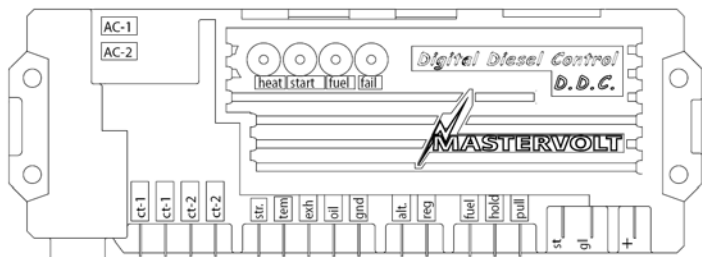 AC-1
AC-2
Digital Diesel Control
D.D.C.
heat start fuel fail
MASTERVOLT
ct-1 ct-1 ct-2 ct-2 str. tem exh oil gnd alt. reg fuel hold pull st gl +